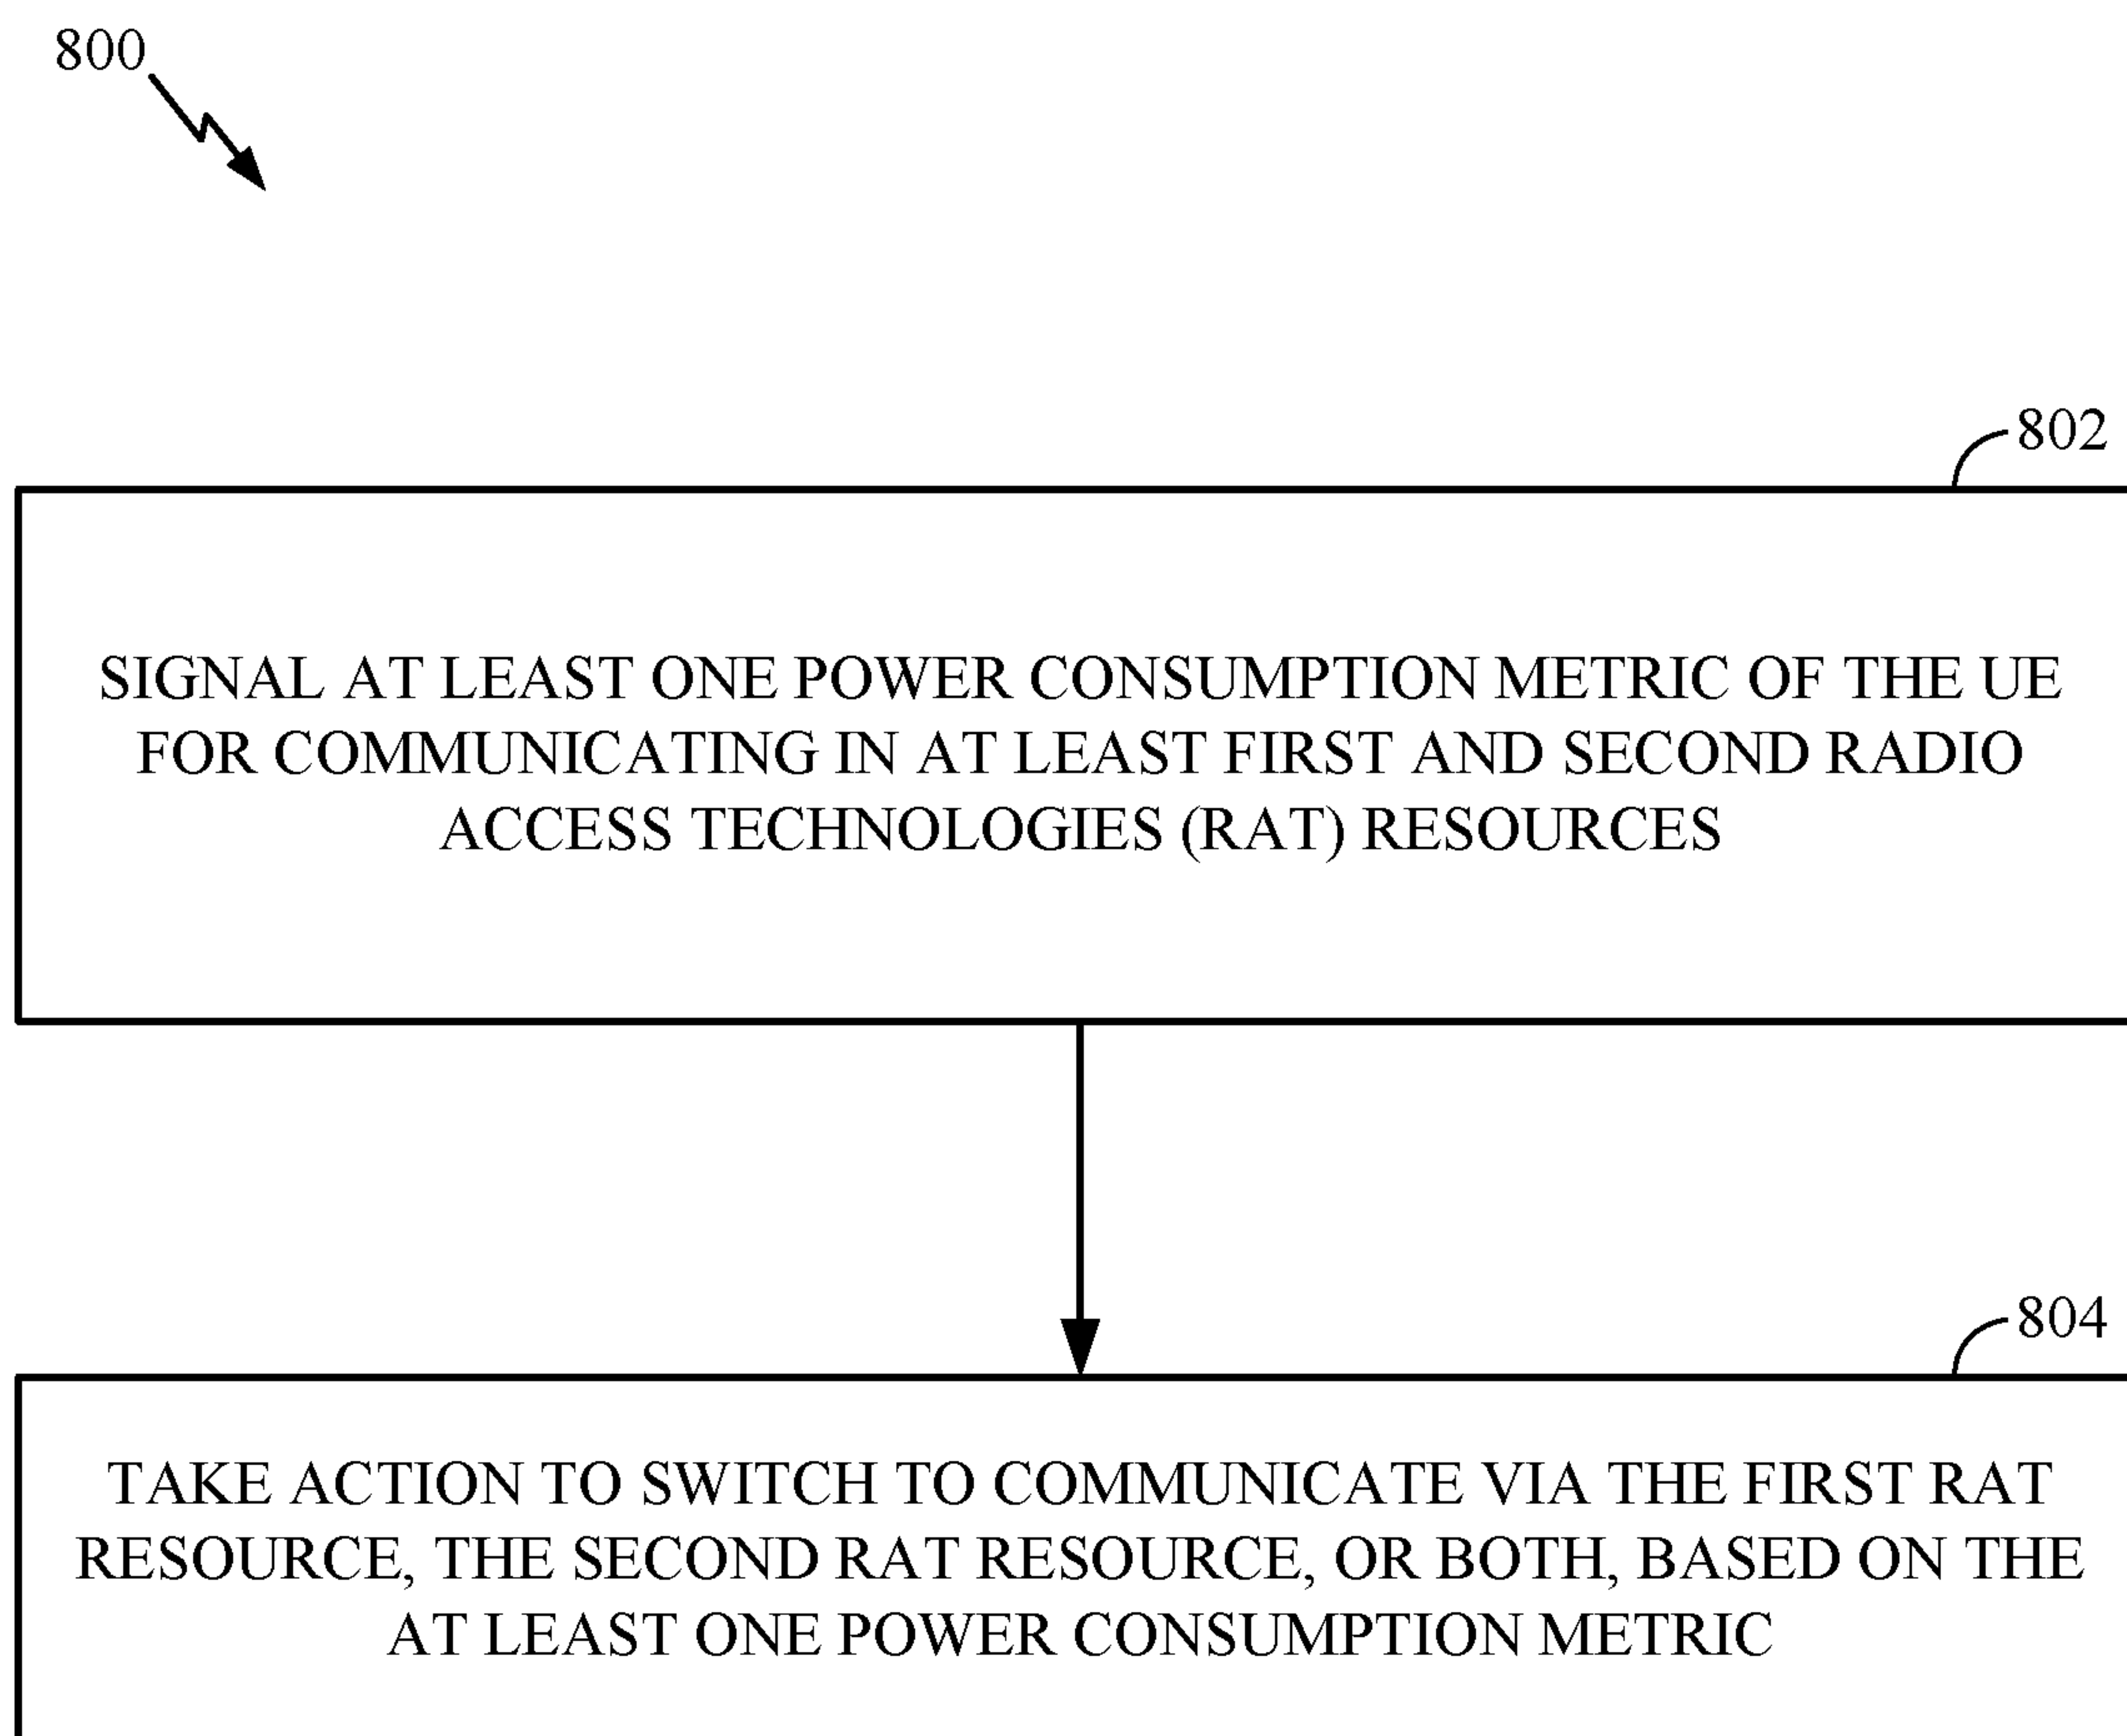 800
802
SIGNAL AT LEAST ONE POWER CONSUMPTION METRIC OF THE UE
FOR COMMUNICATING IN AT LEAST FIRST AND SECOND RADIO
ACCESS TECHNOLOGIES (RAT) RESOURCES
804
TAKE ACTION TO SWITCH TO COMMUNICATE VIA THE FIRST RAT
RESOURCE, THE SECOND RAT RESOURCE, OR BOTH, BASED ON THE
AT LEAST ONE POWER CONSUMPTION METRIC